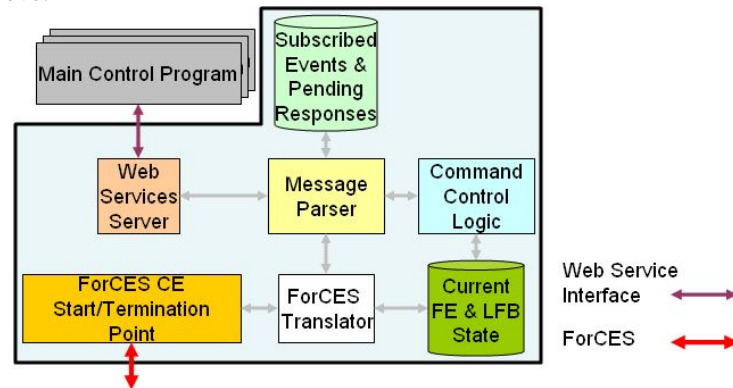 Main Control Program
Subscribed
Events &
Pending
Responses
Web
Services
Server
Message
Parser
Command
Control
Logic
ForCES CE
Start/Termination
Point
ForCES
Translator
Current
FE & LFB
State
Web Service
Interface
ForCES